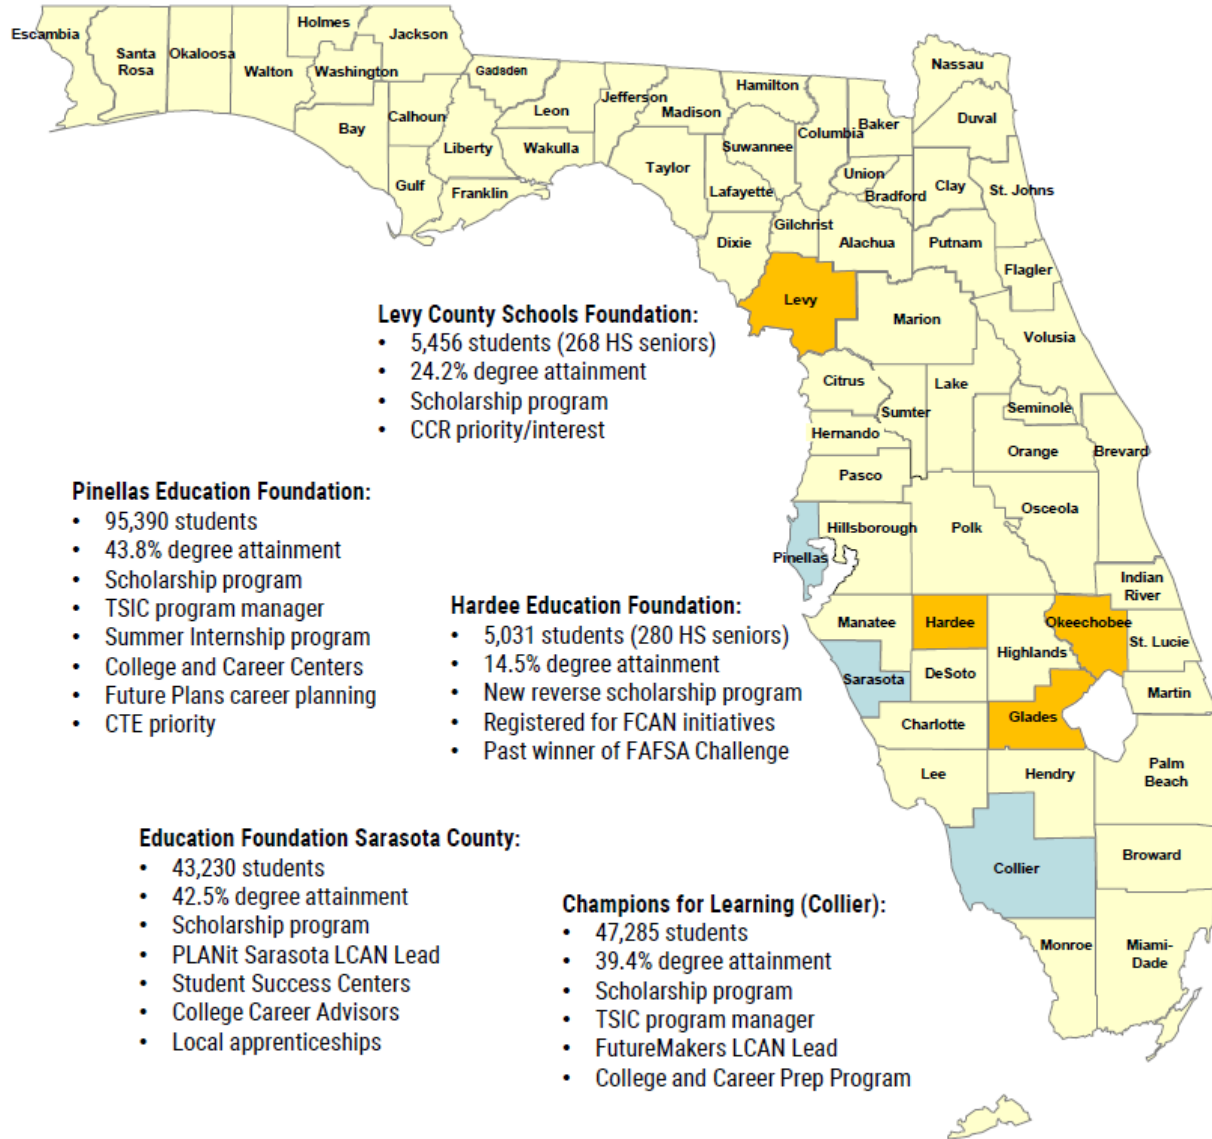 Holmes
Escambia
Jackson
Santa
Rosa
Okaloosa
Walton
Washington
Gadsden
Nassau
Hamilton
Jefferson
Madison
Leon
Calhoun
Bay
Liberty
Wakulla
Columbia
Baker
Duval
Suwannee
Taylor
Union
Bradford
Clay
St. Johns
Gulf
Franklin
Lafayette
Gilchrist
Dixie
Alachua
Putnam
Flagler
Levy
Marion
Volusia
Levy County Schools Foundation:
• 5,456 students (268 HS seniors)
• 24.2% degree attainment
• Scholarship program
• CCR priority/interest
Citrus
Lake
Sumter
Seminole
Hernando
Orange
Brevard
Pasco
Pinellas Education Foundation:
• 95,390 students
• 43.8% degree attainment
• Scholarship program
• TSIC program manager
• Summer Internship program
• College and Career Centers
• Future Plans career planning
• CTE priority
Osceola
Hillsborough
Polk
Pinellas
Indian
River
Hardee Education Foundation:
• 5,031 students (280 HS seniors)
• 14.5% degree attainment
• New reverse scholarship program
• Registered for FCAN initiatives
• Past winner of FAFSA Challenge
Manatee
Hardee
Okeechobee
St. Lucie
Highlands
Sarasota
DeSoto
Martin
Charlotte
Glades
Lee
Hendry
Palm
Beach
Education Foundation Sarasota County:
• 43,230 students
• 42.5% degree attainment
• Scholarship program
• PLANit Sarasota LCAN Lead
• Student Success Centers
• College Career Advisors
• Local apprenticeships
Collier
Broward
Champions for Learning (Collier):
• 47,285 students
• 39.4% degree attainment
• Scholarship program
• TSIC program manager
• FutureMakers LCAN Lead
• College and Career Prep Program
Monroe
Miami-
Dade